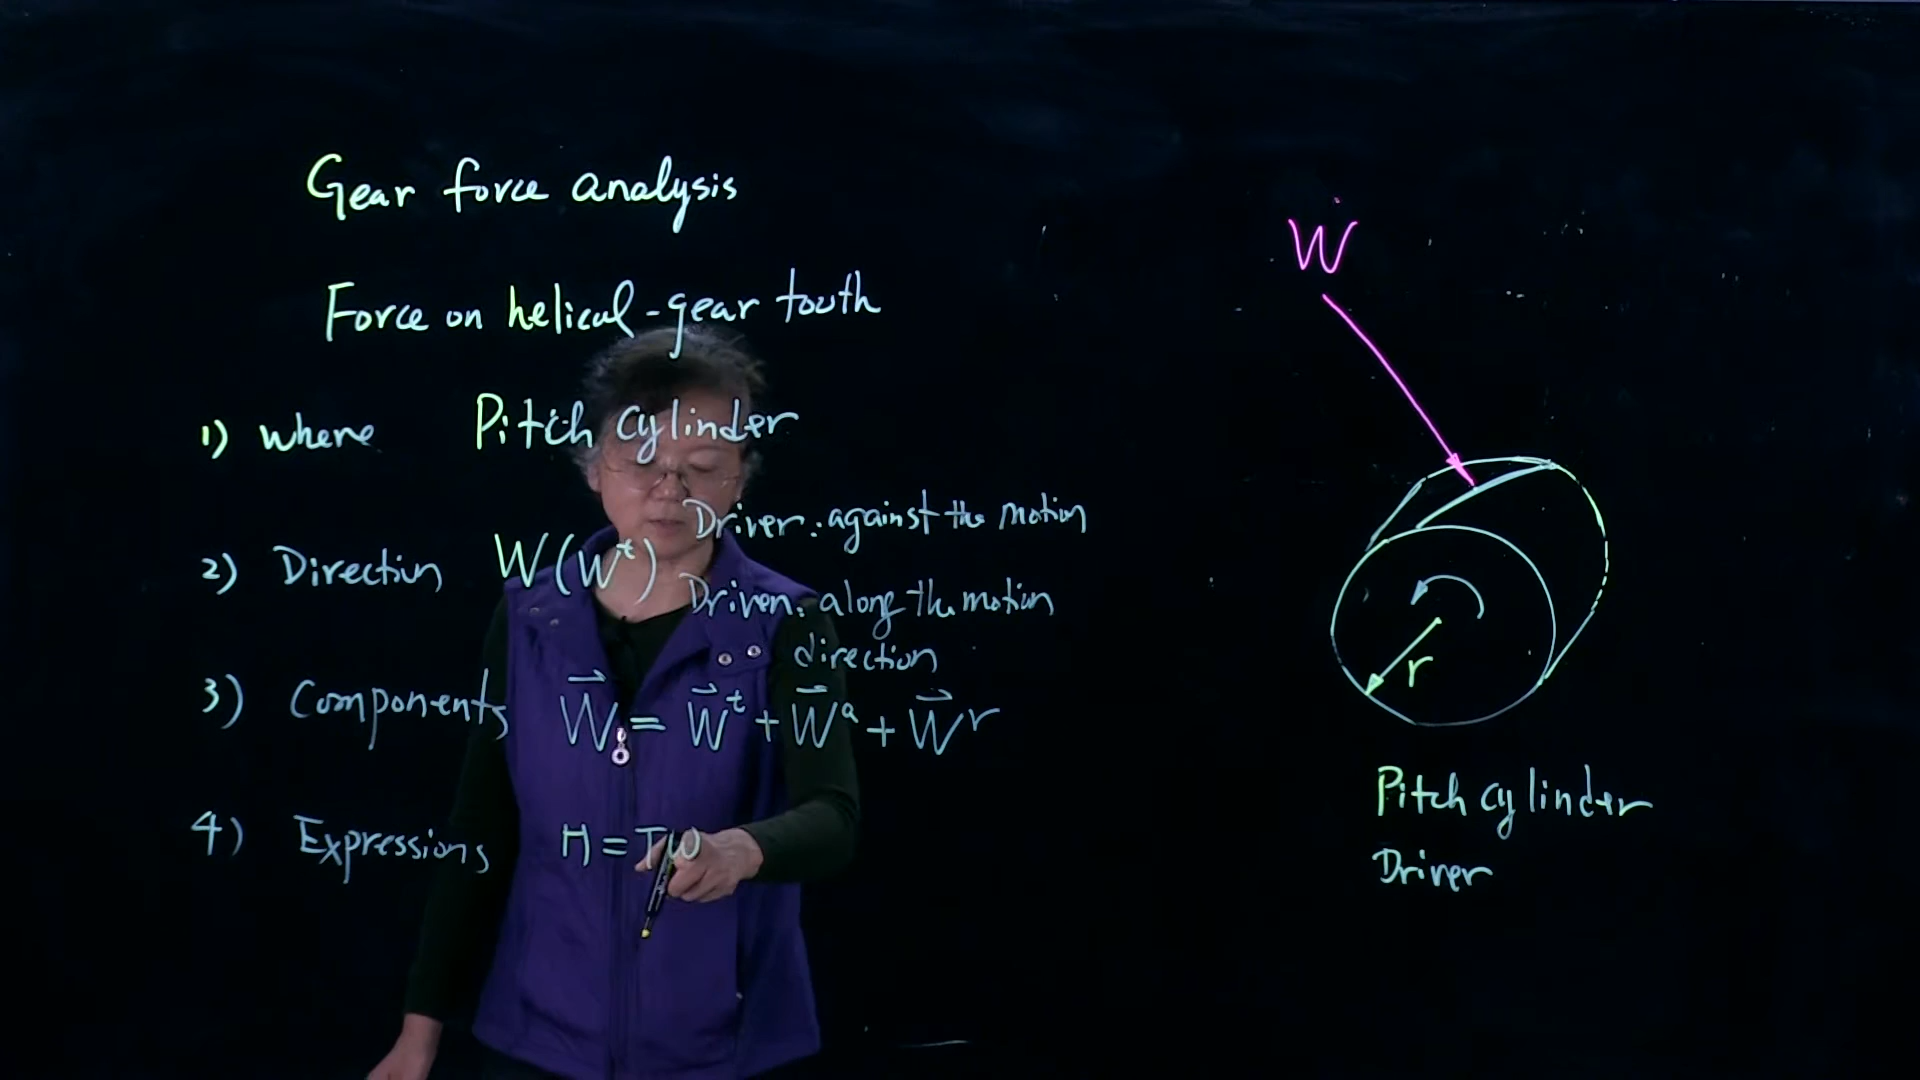 Gear force analysis
Force on helical-gear tooth
1) where Pitch cylinder
2) Direction W(Wᵗ) Driver: against the motion
Driven: along the motion
direction
3) Components W⃗ = W⃗ᵗ + W⃗ᵃ + W⃗ʳ
4) Expressions H = Tω
W
r
Pitch cylinder
Driver